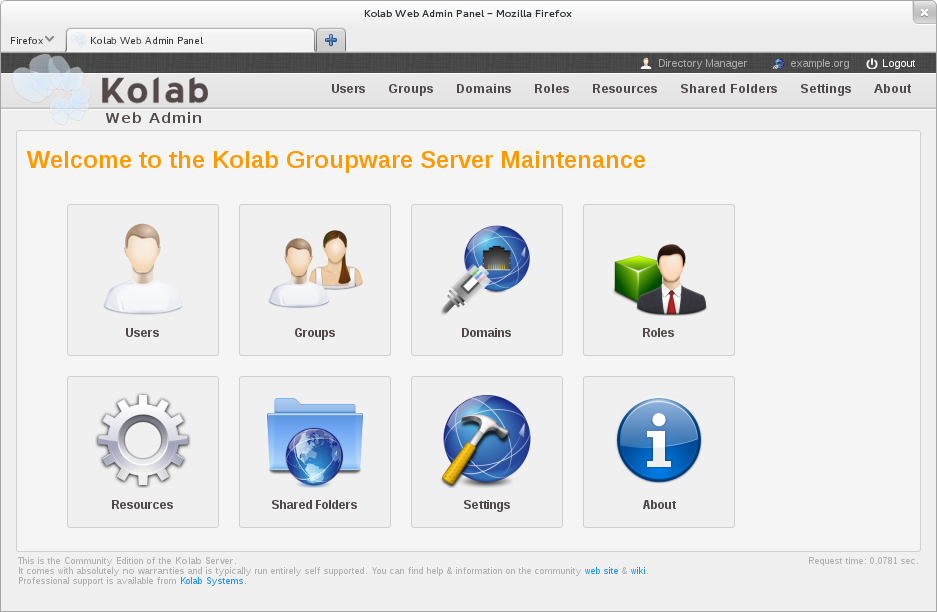 Kolab Web Admin Panel - Mozilla Firefox
Firefox
Kolab Web Admin Panel
Directory Manager example.org Logout
Kolab
Web Admin
Users Groups Domains Roles Resources Shared Folders Settings About
Welcome to the Kolab Groupware Server Maintenance
Users Groups Domains Roles
Resources Shared Folders Settings About
This is the Community Edition of the Kolab Server.
Request time: 0.0781 sec.
It comes with absolutely no warranties and is typically run entirely self supported. You can find help & information on the community web site & wiki.
Professional support is available from Kolab Systems.